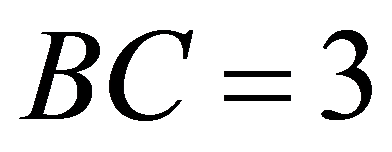 BC = 3